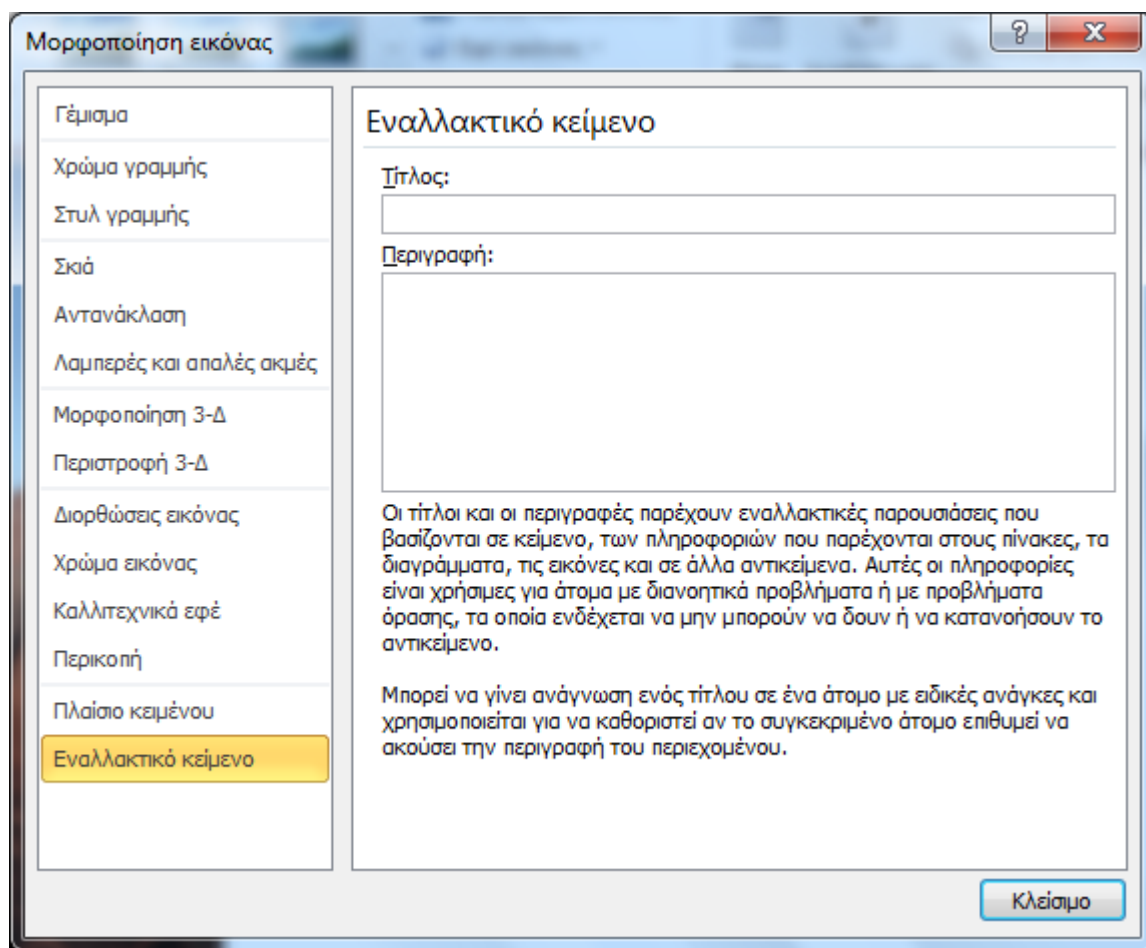 Μορφοποίηση εικόνας
Γέμισμα
Χρώμα γραμμής
Στυλ γραμμής
Σκιά
Αντανάκλαση
Λαμπερές και απαλές ακμές
Μορφοποίηση 3-Δ
Περιστροφή 3-Δ
Διορθώσεις εικόνας
Χρώμα εικόνας
Καλλιτεχνικά εφέ
Περικοπή
Πλαίσιο κειμένου
Εναλλακτικό κείμενο
Εναλλακτικό κείμενο
Τίτλος:
Περιγραφή:
Οι τίτλοι και οι περιγραφές παρέχουν εναλλακτικές παρουσιάσεις που
βασίζονται σε κείμενο, των πληροφοριών που παρέχονται στους πίνακες, τα
διαγράμματα, τις εικόνες και σε άλλα αντικείμενα. Αυτές οι πληροφορίες
είναι χρήσιμες για άτομα με διανοητικά προβλήματα ή με προβλήματα
όρασης, τα οποία ενδέχεται να μην μπορούν να δουν ή να κατανοήσουν το
αντικείμενο.
Μπορεί να γίνει ανάγνωση ενός τίτλου σε ένα άτομο με ειδικές ανάγκες και
χρησιμοποιείται για να καθοριστεί αν το συγκεκριμένο άτομο επιθυμεί να
ακούσει την περιγραφή του περιεχομένου.
Κλείσιμο